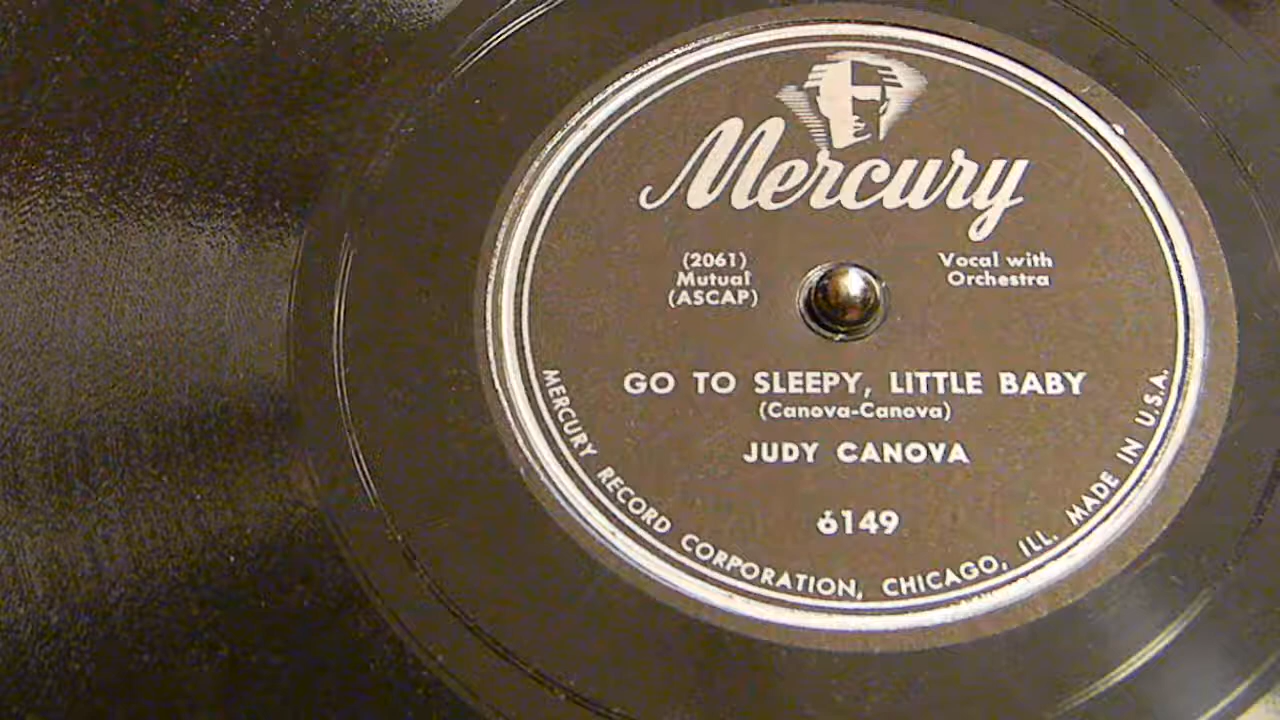 Mercury
(2061)
Mutual
(ASCAP)
Vocal with
Orchestra
GO TO SLEEPY, LITTLE BABY
(Canova-Canova)
JUDY CANOVA
6149
MERCURY RECORD CORPORATION, CHICAGO, ILL. MADE IN U.S.A.